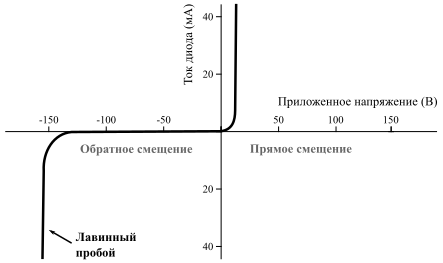 40
Ток диода (мА)
20
Приложенное напряжение (В)
-150 -100 -50 0 50 100 150
Обратное смещение Прямое смещение
20
Лавинный
пробой
40